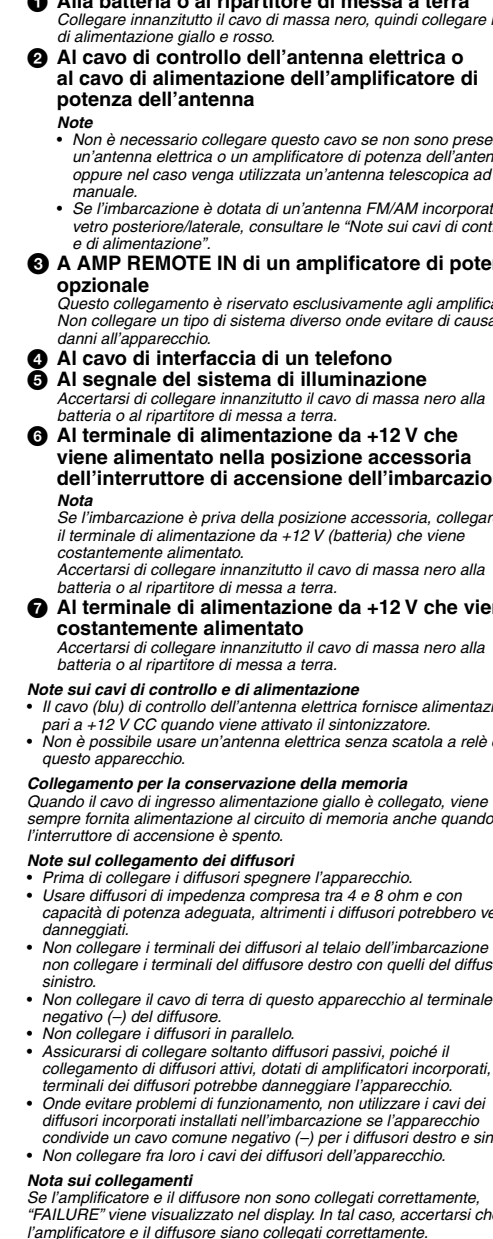 ❶ Alla batteria o al ripartitore di messa a terra
Collegare innanzitutto il cavo di massa nero, quindi collegare
di alimentazione giallo e rosso.
❷ Al cavo di controllo dell'antenna elettrica o
al cavo di alimentazione dell'amplificatore di
potenza dell'antenna
Note
• Non è necessario collegare questo cavo se non sono prese
un'antenna elettrica o un amplificatore di potenza dell'anten
oppure nel caso venga utilizzata un'antenna telescopica ad
manuale.
• Se l'imbarcazione è dotata di un'antenna FM/AM incorporat
vetro posteriore/laterale, consultare le "Note sui cavi di cont
e di alimentazione".
❸ A AMP REMOTE IN di un amplificatore di pote
opzionale
Questo collegamento è riservato esclusivamente agli amplifica
Non collegare un tipo di sistema diverso onde evitare di causa
danni all'apparecchio.
❹ Al cavo di interfaccia di un telefono
❺ Al segnale del sistema di illuminazione
Accertarsi di collegare innanzitutto il cavo di massa nero alla
batteria o al ripartitore di messa a terra.
❻ Al terminale di alimentazione da +12 V che
viene alimentato nella posizione accessoria
dell'interruttore di accensione dell'imbarcazio
Nota
Se l'imbarcazione è priva della posizione accessoria, collegar
il terminale di alimentazione da +12 V (batteria) che viene
costantemente alimentato.
Accertarsi di collegare innanzitutto il cavo di massa nero alla
batteria o al ripartitore di messa a terra.
❼ Al terminale di alimentazione da +12 V che vie
costantemente alimentato
Accertarsi di collegare innanzitutto il cavo di massa nero alla
batteria o al ripartitore di messa a terra.
Note sui cavi di controllo e di alimentazione
• Il cavo (blu) di controllo dell'antenna elettrica fornisce alimentazi
pari a +12 V CC quando viene attivato il sintonizzatore.
• Non è possibile usare un'antenna elettrica senza scatola a relè
questo apparecchio.
Collegamento per la conservazione della memoria
Quando il cavo di ingresso alimentazione giallo è collegato, viene
sempre fornita alimentazione al circuito di memoria anche quando
l'interruttore di accensione è spento.
Note sul collegamento dei diffusori
• Prima di collegare i diffusori spegnere l'apparecchio.
• Usare diffusori di impedenza compresa tra 4 e 8 ohm e con
capacità di potenza adeguata, altrimenti i diffusori potrebbero ve
danneggiati.
• Non collegare i terminali dei diffusori al telaio dell'imbarcazione
non collegare i terminali del diffusore destro con quelli del diffus
sinistro.
• Non collegare il cavo di terra di questo apparecchio al terminale
negativo (–) del diffusore.
• Non collegare i diffusori in parallelo.
• Assicurarsi di collegare soltanto diffusori passivi, poiché il
collegamento di diffusori attivi, dotati di amplificatori incorporati,
terminali dei diffusori potrebbe danneggiare l'apparecchio.
• Onde evitare problemi di funzionamento, non utilizzare i cavi dei
diffusori incorporati installati nell'imbarcazione se l'apparecchio
condivide un cavo comune negativo (–) per i diffusori destro e sin
• Non collegare fra loro i cavi dei diffusori dell'apparecchio.
Nota sui collegamenti
Se l'amplificatore e il diffusore non sono collegati correttamente,
"FAILURE" viene visualizzato nel display. In tal caso, accertarsi che
l'amplificatore e il diffusore siano collegati correttamente.